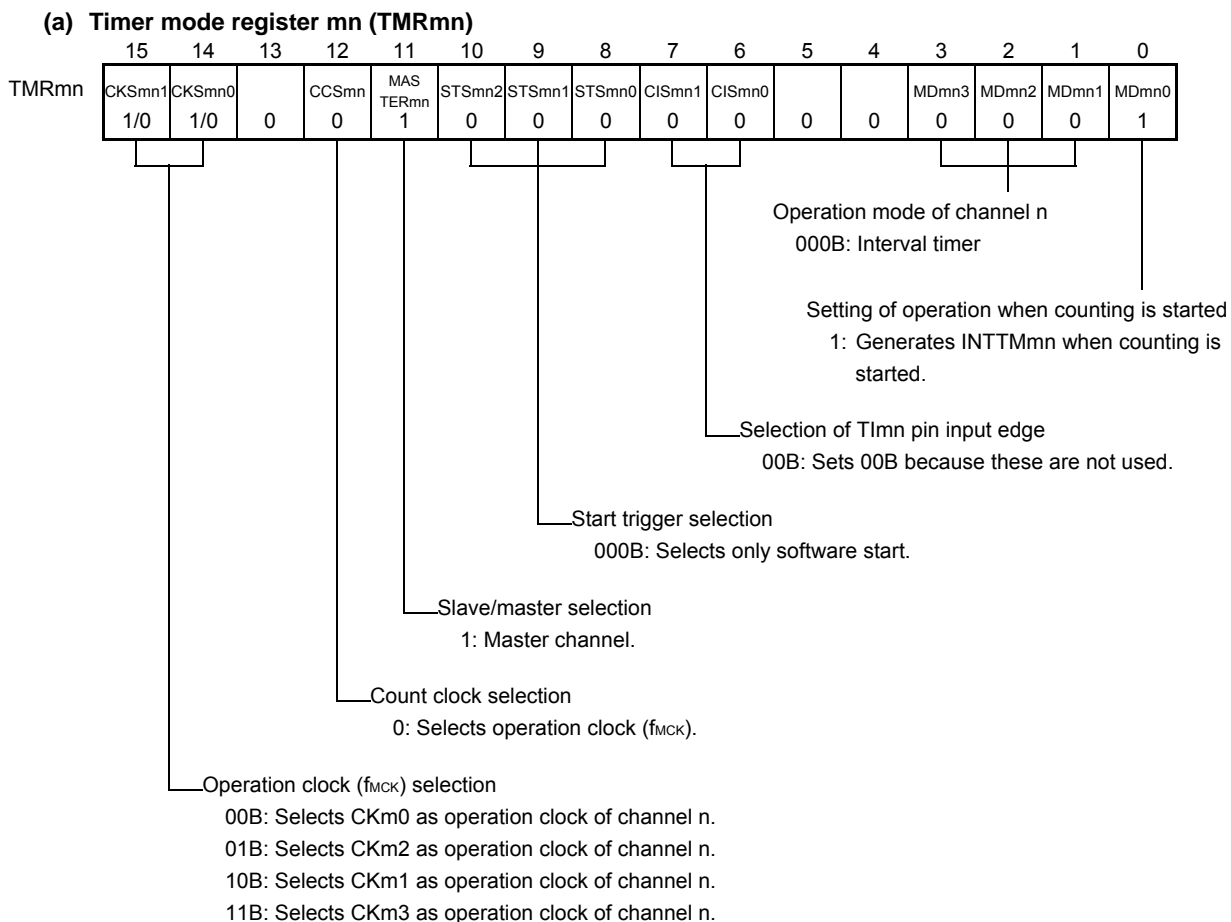 (a) Timer mode register mn (TMRmn)
15 14 13 12 11 10 9 8 7 6 5 4 3 2 1 0
TMRmn CKSmn1 CKSmn0 CCSmn MAS TERmn STSmn2 STSmn1 STSmn0 CISmn1 CISmn0 MDmn3 MDmn2 MDmn1 MDmn0
1/0 1/0 0 0 1 0 0 0 0 0 0 0 0 0 0 1
Operation mode of channel n
000B: Interval timer
Setting of operation when counting is started
1: Generates INTTMmn when counting is
started.
Selection of TImn pin input edge
00B: Sets 00B because these are not used.
Start trigger selection
000B: Selects only software start.
Slave/master selection
1: Master channel.
Count clock selection
0: Selects operation clock (fMCK).
Operation clock (fMCK) selection
00B: Selects CKm0 as operation clock of channel n.
01B: Selects CKm2 as operation clock of channel n.
10B: Selects CKm1 as operation clock of channel n.
11B: Selects CKm3 as operation clock of channel n.